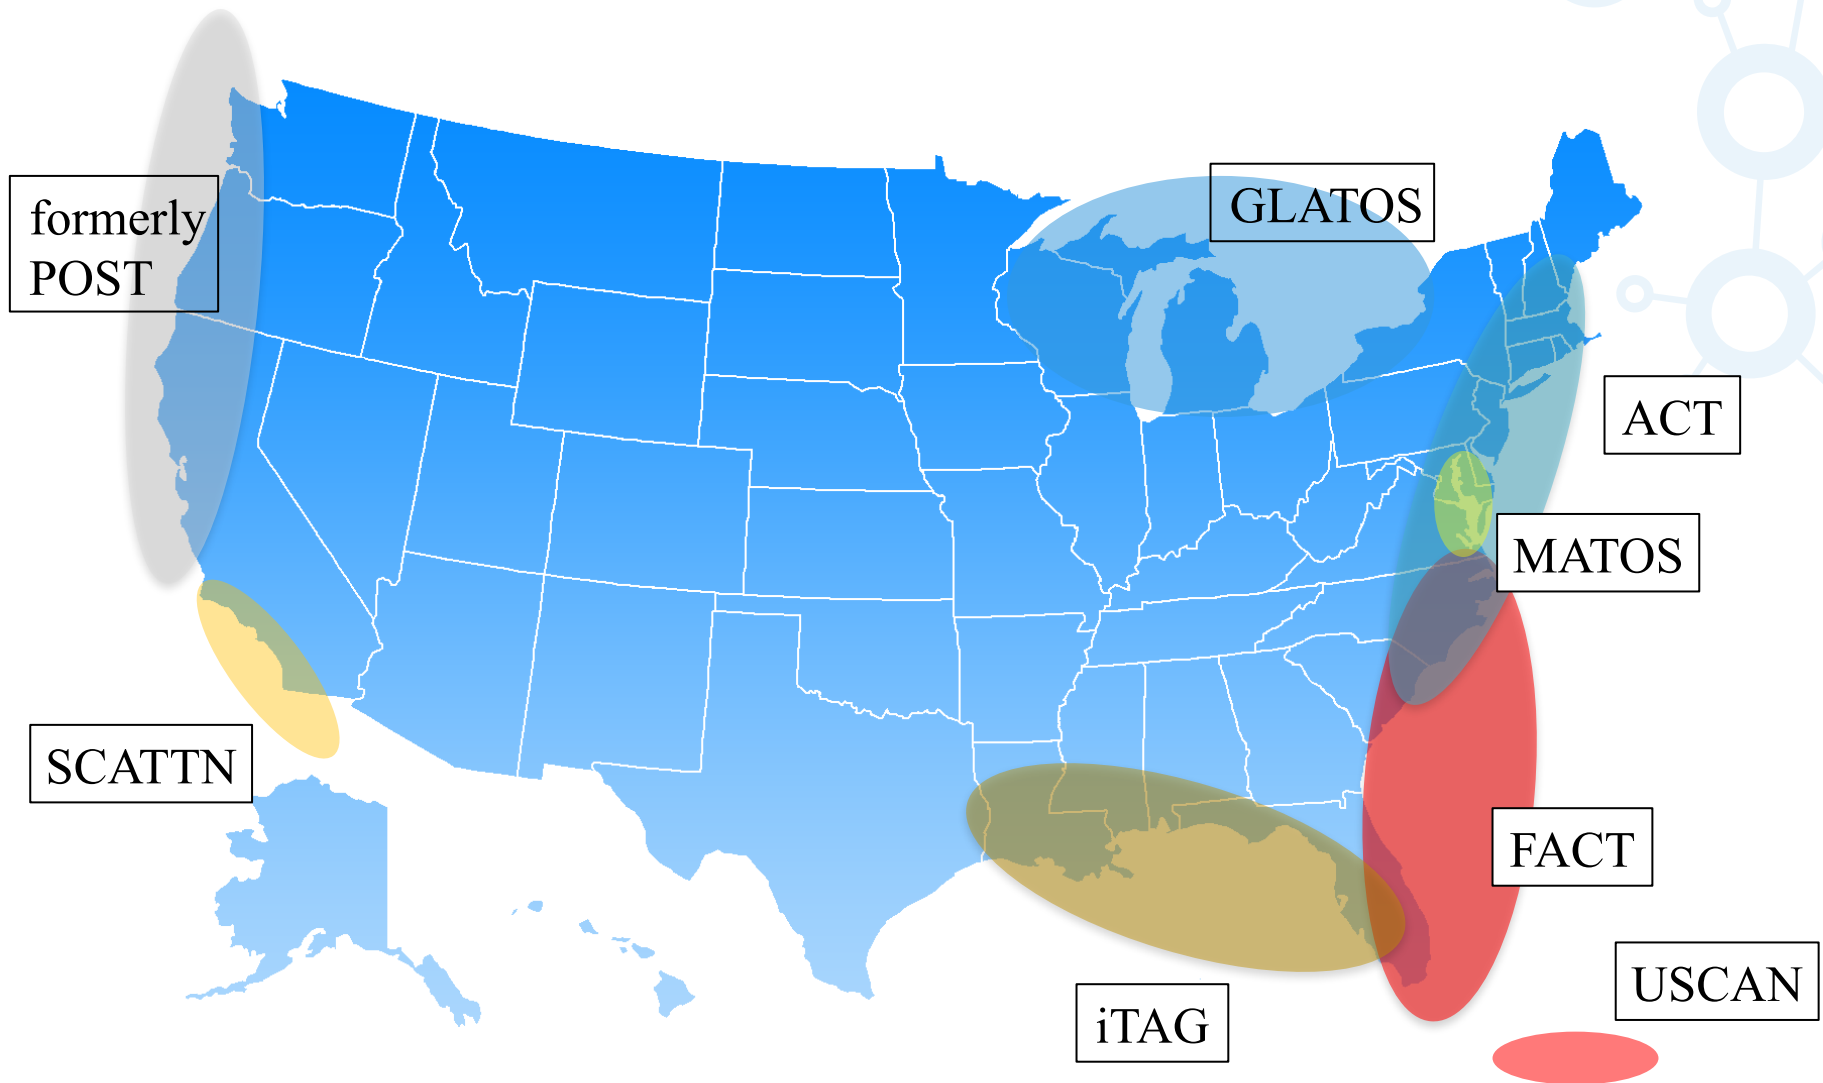 formerly
POST
GLATOS
ACT
MATOS
SCATTN
FACT
USCAN
iTAG